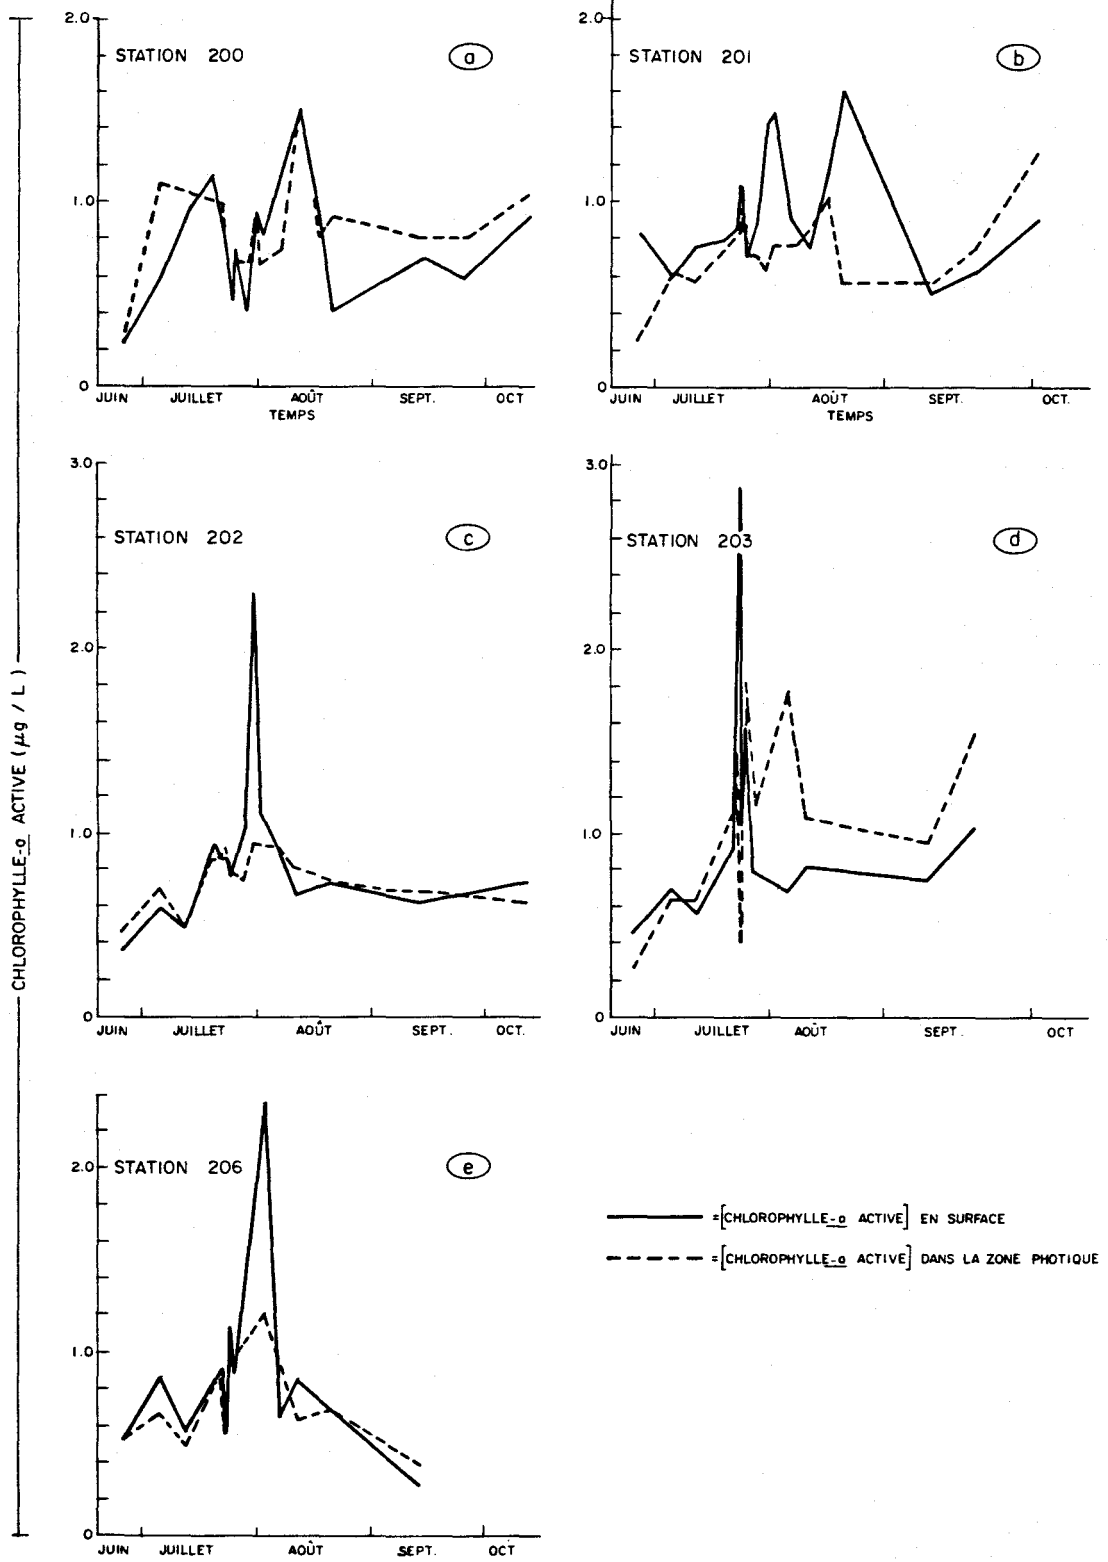 CHLOROPHYLLE-a ACTIVE (µg / L)
2.0
STATION 200
a
1.0
0
JUIN JUILLET AOÛT SEPT. OCT
TEMPS
2.0
STATION 201
b
1.0
0
JUIN JUILLET AOÛT SEPT. OCT.
TEMPS
3.0
STATION 202
c
2.0
1.0
0
JUIN JUILLET AOÛT SEPT. OCT.
3.0
STATION 203
d
2.0
1.0
0
JUIN JUILLET AOÛT SEPT. OCT
2.0
STATION 206
e
1.0
0
JUIN JUILLET AOÛT SEPT. OCT
=[CHLOROPHYLLE-a ACTIVE] EN SURFACE
=[CHLOROPHYLLE-a ACTIVE] DANS LA ZONE PHOTIQUE